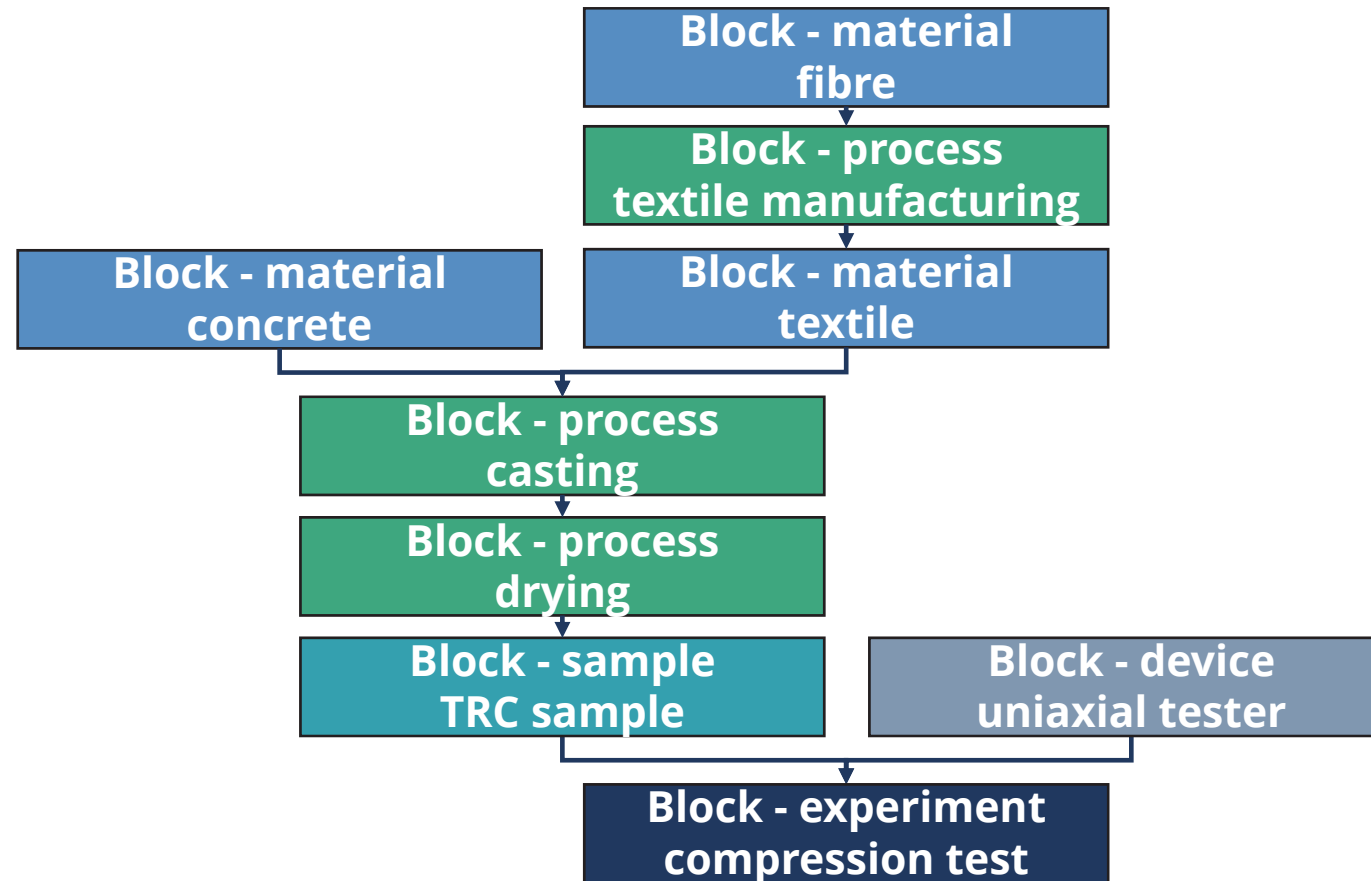 Block - material
fibre
Block - process
textile manufacturing
Block - material
concrete
Block - material
textile
Block - process
casting
Block - process
drying
Block - sample
TRC sample
Block - device
uniaxial tester
Block - experiment
compression test